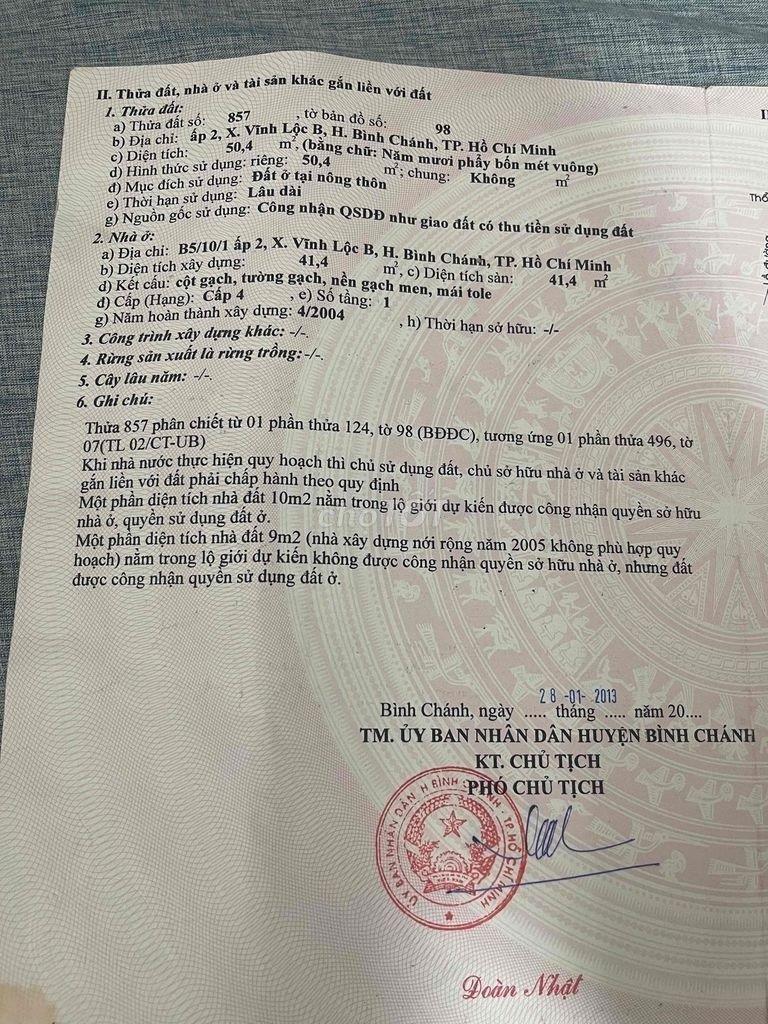 II. Thửa đất, nhà ở và tài sản khác gắn liền với đất
1. Thửa đất:
a) Thửa đất số: 857 , tờ bản đồ số: 98
b) Địa chỉ: ấp 2, X. Vĩnh Lộc B, H. Bình Chánh, TP. Hồ Chí Minh
c) Diện tích: 50,4 m², (bằng chữ: Năm mươi phẩy bốn mét vuông)
d) Hình thức sử dụng: riêng: 50,4 m²; chung: Không m²
đ) Mục đích sử dụng: Đất ở tại nông thôn
e) Thời hạn sử dụng: Lâu dài
g) Nguồn gốc sử dụng: Công nhận QSDĐ như giao đất có thu tiền sử dụng đất
2. Nhà ở:
a) Địa chỉ: B5/10/1 ấp 2, X. Vĩnh Lộc B, H. Bình Chánh, TP. Hồ Chí Minh
b) Diện tích xây dựng: 41,4 m², c) Diện tích sàn: 41,4 m²
d) Kết cấu: cột gạch, tường gạch, nền gạch men, mái tole
đ) Cấp (Hạng): Cấp 4 , e) Số tầng: 1
g) Năm hoàn thành xây dựng: 4/2004 , h) Thời hạn sở hữu: -/-
3. Công trình xây dựng khác: -/-.
4. Rừng sản xuất là rừng trồng: -/-.
5. Cây lâu năm: -/-.
6. Ghi chú:
Thửa 857 phân chiết từ 01 phần thửa 124, tờ 98 (BĐĐC), tương ứng 01 phần thửa 496, tờ
07(TL 02/CT-UB)
Khi nhà nước thực hiện quy hoạch thì chủ sử dụng đất, chủ sở hữu nhà ở và tài sản khác
gắn liền với đất phải chấp hành theo quy định
Một phần diện tích nhà đất 10m2 nằm trong lộ giới dự kiến được công nhận quyền sở hữu
nhà ở, quyền sử dụng đất ở.
chợTỐT
Một phần diện tích nhà đất 9m2 (nhà xây dựng nới rộng năm 2005 không phù hợp quy
hoạch) nằm trong lộ giới dự kiến không được công nhận quyền sở hữu nhà ở, nhưng đất
được công nhận quyền sử dụng đất ở.
28 -01- 2013
Bình Chánh, ngày ..... tháng ..... năm 20....
TM. ỦY BAN NHÂN DÂN HUYỆN BÌNH CHÁNH
KT. CHỦ TỊCH
PHÓ CHỦ TỊCH
ỦY BAN NHÂN DÂN H BÌNH CHÁNH - TP HỒ CHÍ MINH
Đoàn Nhật